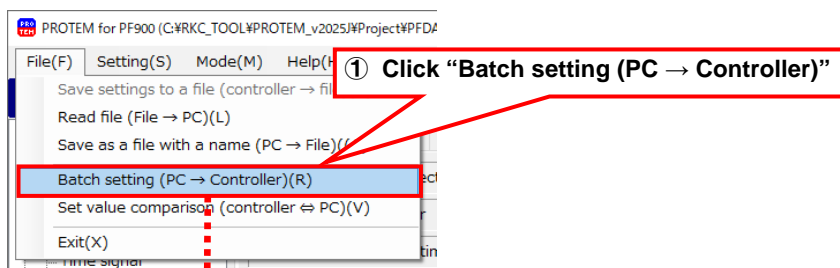 PRO TEM PROTEM for PF900 (C:¥RKC_TOOL¥PROTEM_v2025J¥Project¥PFDA
File(F) Setting(S) Mode(M) Help(H
① Click “Batch setting (PC → Controller)”
Save settings to a file (controller → fil
Read file (File → PC)(L)
Save as a file with a name (PC → File)(
Batch setting (PC → Controller)(R)
Set value comparison (controller ⇔ PC)(V)
Exit(X)
Time signal